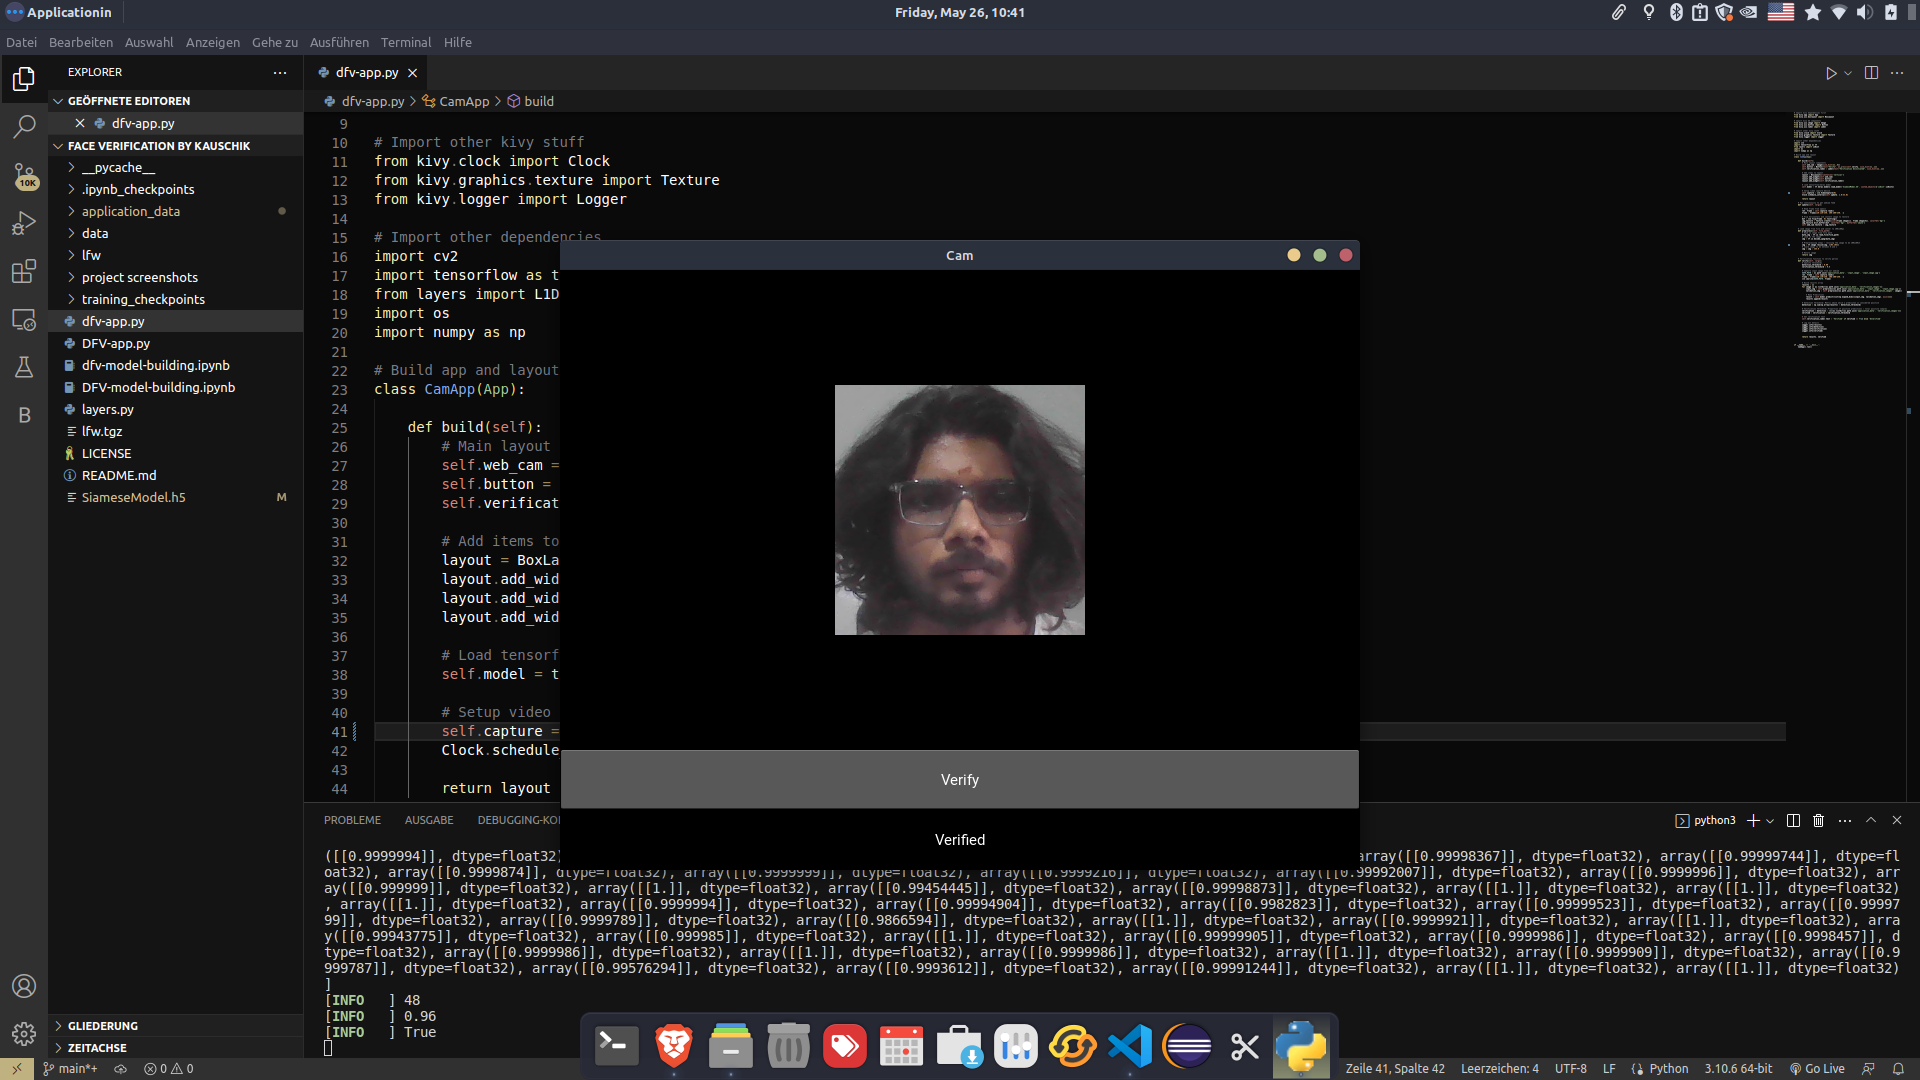 Applicationin
Friday, May 26, 10:41
Datei Bearbeiten Auswahl Anzeigen Gehe zu Ausführen Terminal Hilfe
EXPLORER
GEÖFFNETE EDITOREN
dfv-app.py
FACE VERIFICATION BY KAUSCHIK
__pycache__
.ipynb_checkpoints
application_data
data
lfw
project screenshots
training_checkpoints
dfv-app.py
DFV-app.py
dfv-model-building.ipynb
DFV-model-building.ipynb
layers.py
lfw.tgz
LICENSE
README.md
SiameseModel.h5 M
10K
B
GLIEDERUNG
ZEITACHSE
dfv-app.py
dfv-app.py > CamApp > build
9
10 # Import other kivy stuff
11 from kivy.clock import Clock
12 from kivy.graphics.texture import Texture
13 from kivy.logger import Logger
14
15 # Import other dependencies
16 import cv2
17 import tensorflow as t
18 from layers import L1D
19 import os
20 import numpy as np
21
22 # Build app and layout
23 class CamApp(App):
24
25 def build(self):
26 # Main layout
27 self.web_cam =
28 self.button =
29 self.verificat
30
31 # Add items to
32 layout = BoxLa
33 layout.add_wid
34 layout.add_wid
35 layout.add_wid
36
37 # Load tensorf
38 self.model = t
39
40 # Setup video
41 self.capture =
42 Clock.schedule
43
44 return layout
Cam
Verify
Verified
PROBLEME AUSGABE DEBUGGING-KO
python3
([[0.9999994]], dtype=float32) array([[0.99998367]], dtype=float32), array([[0.99999744]], dtype=fl
oat32), array([[0.9999874]], dtype=float32), array([[0.9999999]], dtype=float32), array([[0.9999216]], dtype=float32), array([[0.99992007]], dtype=float32), array([[0.9999996]], dtype=float32), arr
ay([[0.999999]], dtype=float32), array([[1.]], dtype=float32), array([[0.99454445]], dtype=float32), array([[0.99998873]], dtype=float32), array([[1.]], dtype=float32), array([[1.]], dtype=float32)
, array([[1.]], dtype=float32), array([[0.9999994]], dtype=float32), array([[0.99994904]], dtype=float32), array([[0.9982823]], dtype=float32), array([[0.99999523]], dtype=float32), array([[0.99997
99]], dtype=float32), array([[0.9999789]], dtype=float32), array([[0.9866594]], dtype=float32), array([[1.]], dtype=float32), array([[0.9999921]], dtype=float32), array([[1.]], dtype=float32), arra
y([[0.99943775]], dtype=float32), array([[0.999985]], dtype=float32), array([[1.]], dtype=float32), array([[0.99999905]], dtype=float32), array([[0.9999986]], dtype=float32), array([[0.9998457]], d
type=float32), array([[0.9999986]], dtype=float32), array([[1.]], dtype=float32), array([[0.9999986]], dtype=float32), array([[1.]], dtype=float32), array([[0.9999909]], dtype=float32), array([[0.9
999787]], dtype=float32), array([[0.99576294]], dtype=float32), array([[0.9993612]], dtype=float32), array([[0.99991244]], dtype=float32), array([[1.]], dtype=float32), array([[1.]], dtype=float32)
]
[INFO ] 48
[INFO ] 0.96
[INFO ] True
main*+ 0 0 Zeile 41, Spalte 42 Leerzeichen: 4 UTF-8 LF Python 3.10.6 64-bit Go Live